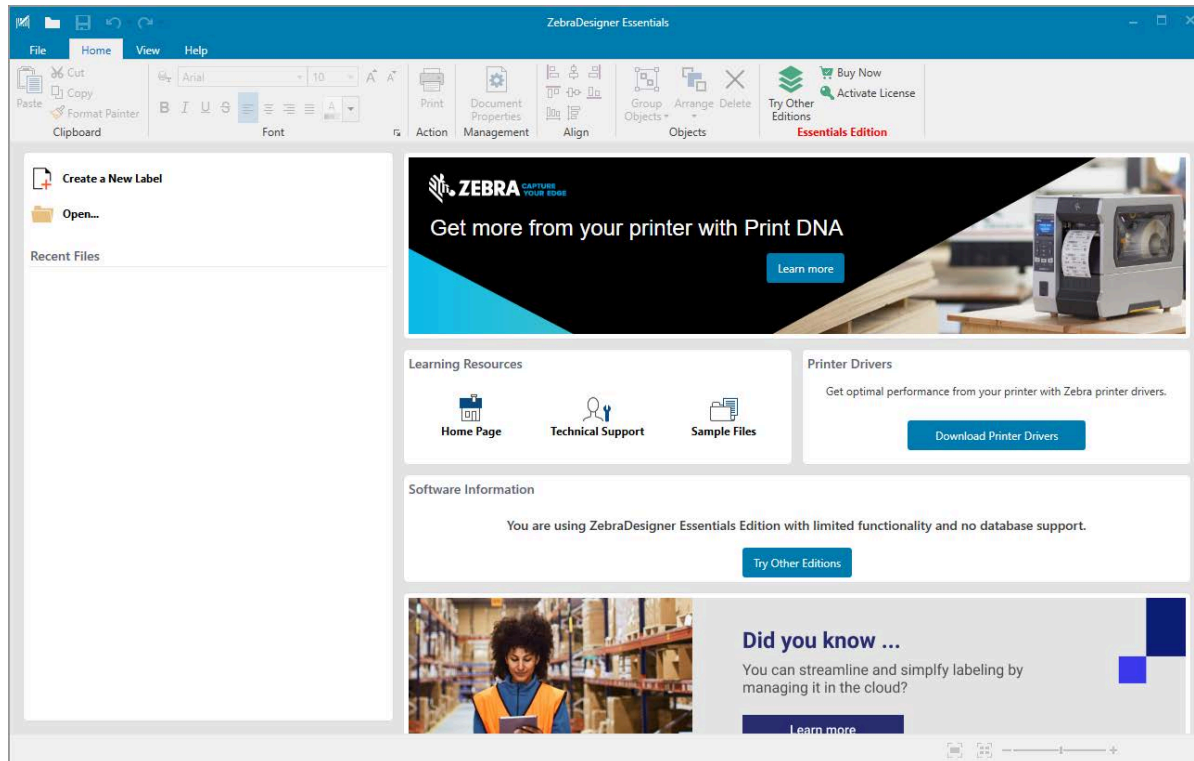 ZebraDesigner Essentials
File Home View Help
Paste
Cut
Copy
Format Painter
Clipboard
Arial 10
B I U S
Font
Print
Action
Document
Properties
Management
Align
Group
Objects
Arrange
Delete
Objects
Try Other
Editions
Buy Now
Activate License
Essentials Edition
Create a New Label
Open...
Recent Files
ZEBRA CAPTURE
YOUR EDGE
Get more from your printer with Print DNA
Learn more
Learning Resources
Home Page
Technical Support
Sample Files
Printer Drivers
Get optimal performance from your printer with Zebra printer drivers.
Download Printer Drivers
Software Information
You are using ZebraDesigner Essentials Edition with limited functionality and no database support.
Try Other Editions
Did you know ...
You can streamline and simplfy labeling by
managing it in the cloud?
Learn more